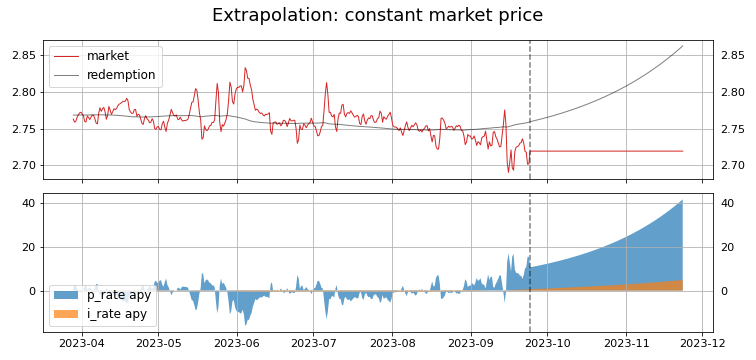 Extrapolation: constant market price
2.85
2.80
2.75
2.70
market
redemption
2.85
2.80
2.75
2.70
40
20
0
p_rate apy
i_rate apy
40
20
0
2023-04 2023-05 2023-06 2023-07 2023-08 2023-09 2023-10 2023-11 2023-12